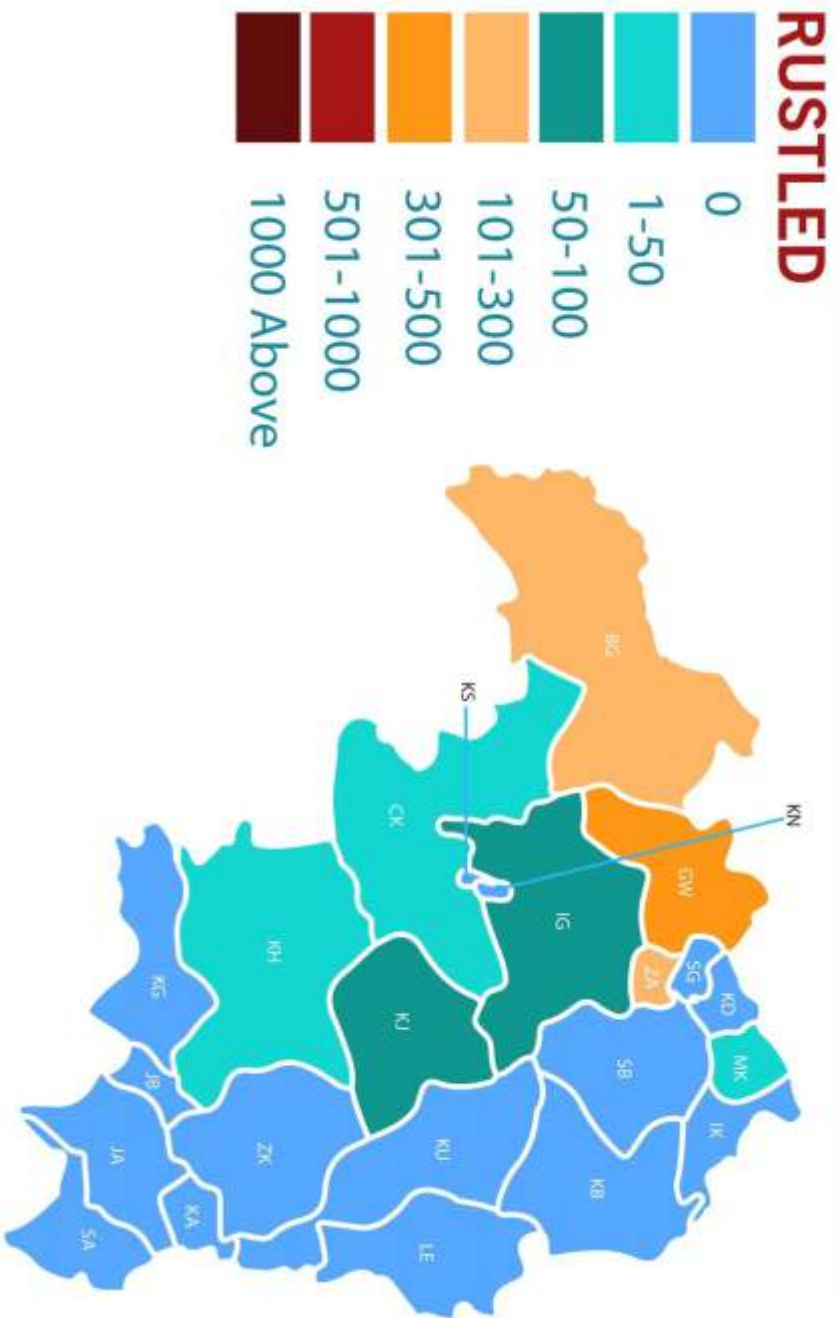 RUSTLED
0
1-50
50-100
101-300
301-500
501-1000
1000 Above
BG
KS
KN
CK
GW
IG
ZA
SG
KD
KH
KJ
MK
SB
IK
KG
JB
ZK
KU
KB
JA
KA
SA
LE